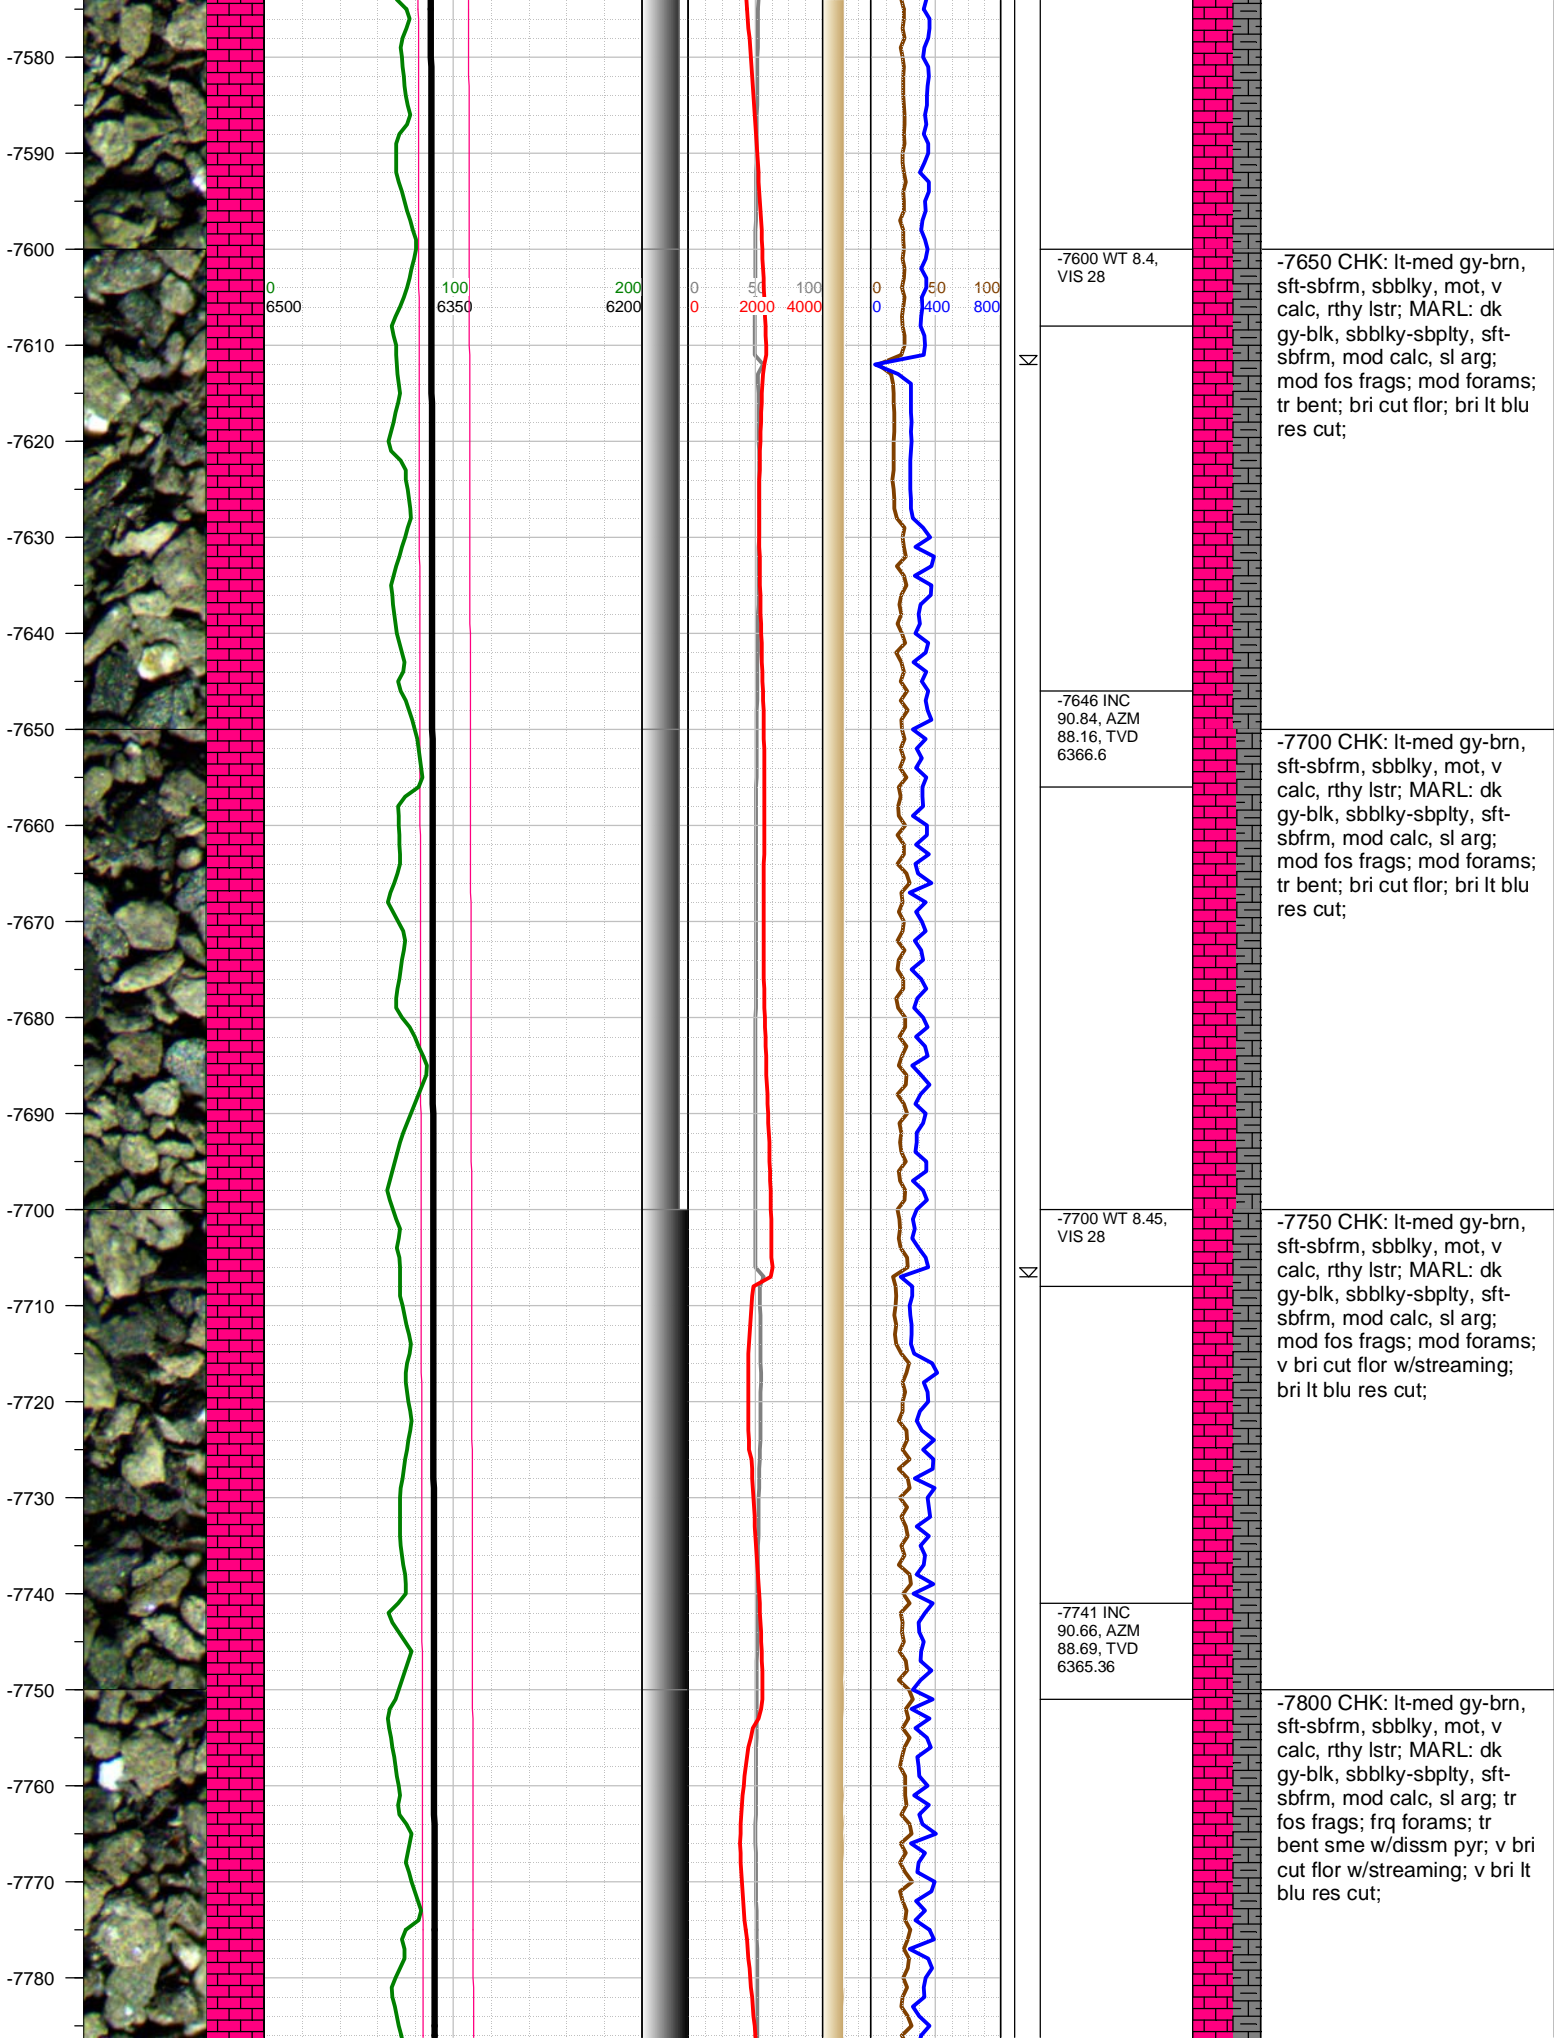 -7580
-7590
-7600
-7610
-7620
-7630
-7640
-7650
-7660
-7670
-7680
-7690
-7700
-7710
-7720
-7730
-7740
-7750
-7760
-7770
-7780
0 100 200
6500 6350 6200
0 50 100
0 2000 4000
0 50 100
0 400 800
-7600 WT 8.4,
VIS 28
-7646 INC
90.84, AZM
88.16, TVD
6366.6
-7700 WT 8.45,
VIS 28
-7741 INC
90.66, AZM
88.69, TVD
6365.36
-7650 CHK: lt-med gy-brn,
sft-sbfrm, sbblky, mot, v
calc, rthy lstr; MARL: dk
gy-blk, sbblky-sbplty, sft-
sbfrm, mod calc, sl arg;
mod fos frags; mod forams;
tr bent; bri cut flor; bri lt blu
res cut;
-7700 CHK: lt-med gy-brn,
sft-sbfrm, sbblky, mot, v
calc, rthy lstr; MARL: dk
gy-blk, sbblky-sbplty, sft-
sbfrm, mod calc, sl arg;
mod fos frags; mod forams;
tr bent; bri cut flor; bri lt blu
res cut;
-7750 CHK: lt-med gy-brn,
sft-sbfrm, sbblky, mot, v
calc, rthy lstr; MARL: dk
gy-blk, sbblky-sbplty, sft-
sbfrm, mod calc, sl arg;
mod fos frags; mod forams;
v bri cut flor w/streaming;
bri lt blu res cut;
-7800 CHK: lt-med gy-brn,
sft-sbfrm, sbblky, mot, v
calc, rthy lstr; MARL: dk
gy-blk, sbblky-sbplty, sft-
sbfrm, mod calc, sl arg; tr
fos frags; frq forams; tr
bent sme w/dissm pyr; v bri
cut flor w/streaming; v bri lt
blu res cut;